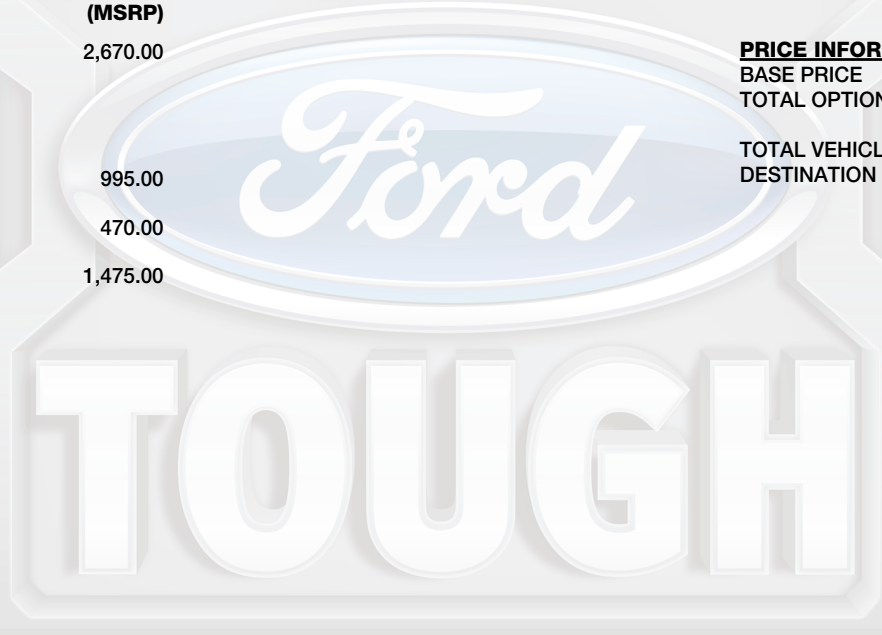 (MSRP)
2,670.00
995.00
470.00
1,475.00
PRICE INFOR
BASE PRICE
TOTAL OPTION
TOTAL VEHICL
DESTINATION
Ford
TOUGH